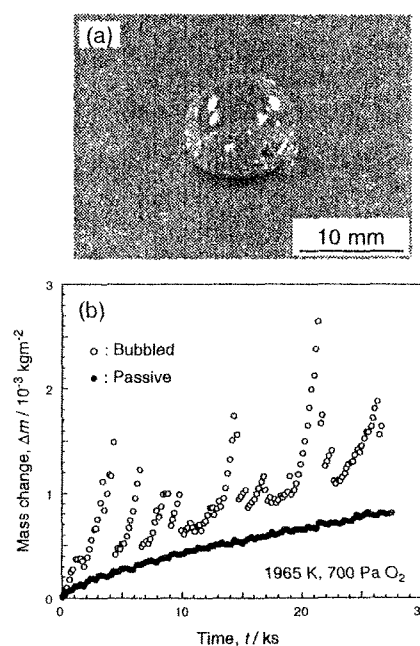 (a)
10 mm
(b)
○ : Bubbled
● : Passive
1965 K, 700 Pa O₂
Mass change, Δm / 10⁻³ kgm⁻²
3
2
1
0
0
10
20
30
Time, t / ks